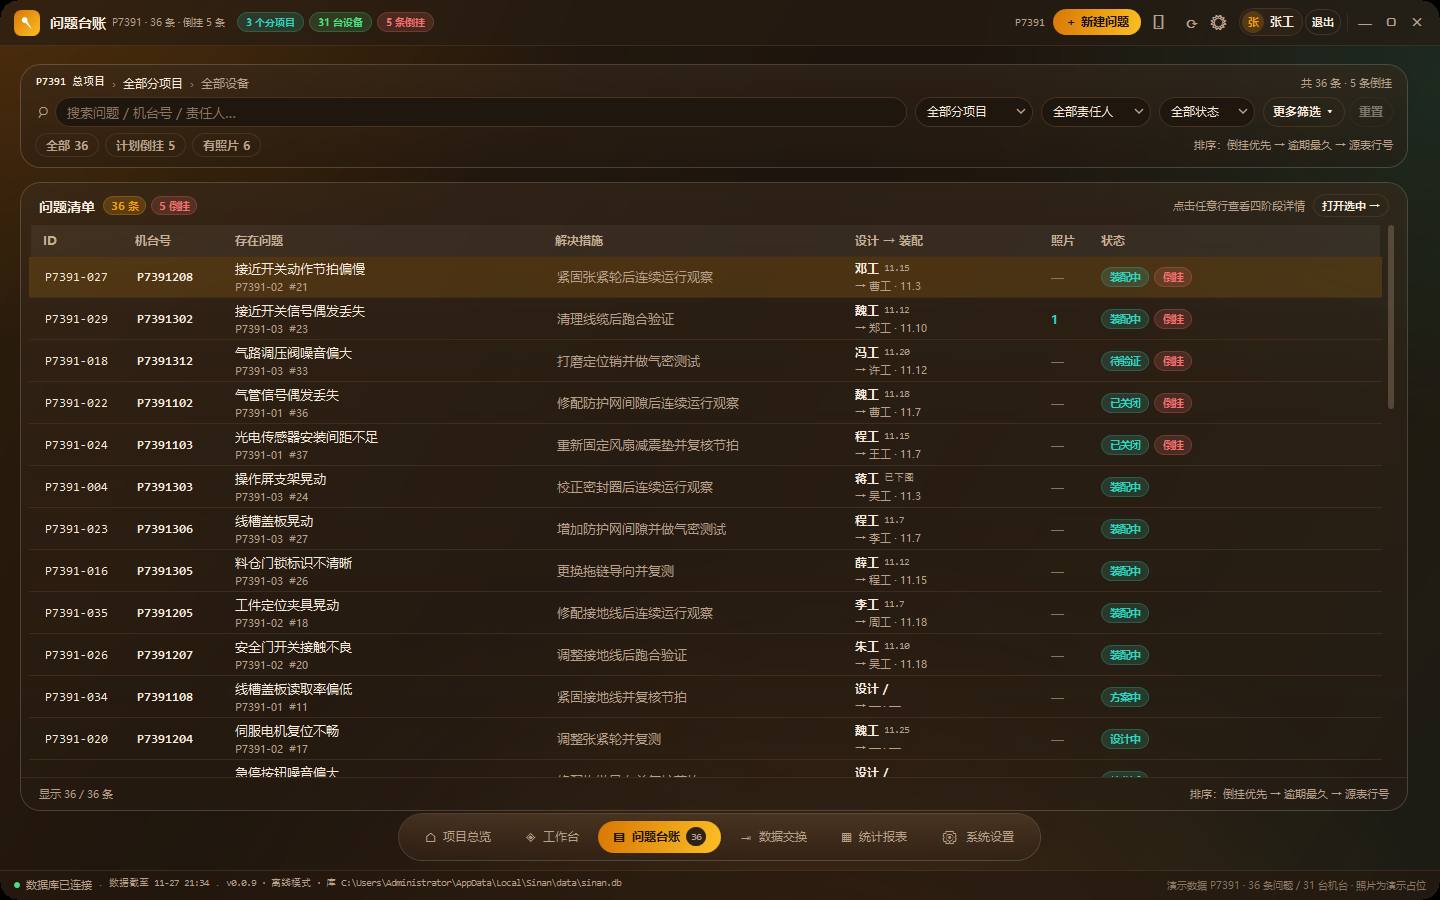 问题台账 P7391 · 36 条 · 倒挂 5 条 3 个分项目 31 台设备 5 条倒挂 P7391 + 新建问题 张 张工 退出
P7391 总项目 › 全部分项目 › 全部设备 共 36 条 · 5 条倒挂
搜索问题 / 机台号 / 责任人... 全部分项目 全部责任人 全部状态 更多筛选 重置
全部 36 计划倒挂 5 有照片 6 排序: 倒挂优先 → 逾期最久 → 源表行号
问题清单 36 条 5 倒挂 点击任意行查看四阶段详情 打开选中 →
ID 机台号 存在问题 解决措施 设计 → 装配 照片 状态
P7391-027 P7391208 接近开关动作节拍偏慢 紧固张紧轮后连续运行观察 邓工 11.15 — 装配中 倒挂
P7391-02 #21 → 曹工 · 11.3
P7391-029 P7391302 接近开关信号偶发丢失 清理线缆后跑合验证 魏工 11.12 1 装配中 倒挂
P7391-03 #23 → 郑工 · 11.10
P7391-018 P7391312 气路调压阀噪音偏大 打磨定位销并做气密测试 冯工 11.20 — 待验证 倒挂
P7391-03 #33 → 许工 · 11.12
P7391-022 P7391102 气管信号偶发丢失 修配防护网间隙后连续运行观察 魏工 11.18 — 已关闭 倒挂
P7391-01 #36 → 曹工 · 11.7
P7391-024 P7391103 光电传感器安装间距不足 重新固定风扇减震垫并复核节拍 程工 11.15 — 已关闭 倒挂
P7391-01 #37 → 王工 · 11.7
P7391-004 P7391303 操作屏支架晃动 校正密封圈后连续运行观察 蒋工 已下图 — 装配中
P7391-03 #24 → 吴工 · 11.3
P7391-023 P7391306 线槽盖板晃动 增加防护网间隙并做气密测试 程工 11.7 — 装配中
P7391-03 #27 → 李工 · 11.7
P7391-016 P7391305 料仓门锁标识不清晰 更换拖链导向并复测 薛工 11.12 — 装配中
P7391-03 #26 → 程工 · 11.15
P7391-035 P7391205 工件定位夹具晃动 修配接地线后连续运行观察 李工 11.7 — 装配中
P7391-02 #18 → 周工 · 11.18
P7391-026 P7391207 安全门开关接触不良 调整接地线后跑合验证 朱工 11.10 — 装配中
P7391-02 #20 → 吴工 · 11.18
P7391-034 P7391108 线槽盖板读取率偏低 紧固接地线并复核节拍 设计 / — 方案中
P7391-01 #11 → — · —
P7391-020 P7391204 伺服电机复位不畅 调整张紧轮并复测 魏工 11.25 — 设计中
P7391-02 #17 → — · —
急停按钮噪音偏大 设计 /
显示 36 / 36 条 排序: 倒挂优先 → 逾期最久 → 源表行号
项目总览 工作台 问题台账 36 数据交换 统计报表 系统设置
数据库已连接 · 数据截至 11-27 21:34 · v0.0.9 · 离线模式 · 库 C:\Users\Administrator\AppData\Local\Sinan\data\sinan.db 演示数据 P7391 · 36 条问题 / 31 台机台 · 照片为演示占位